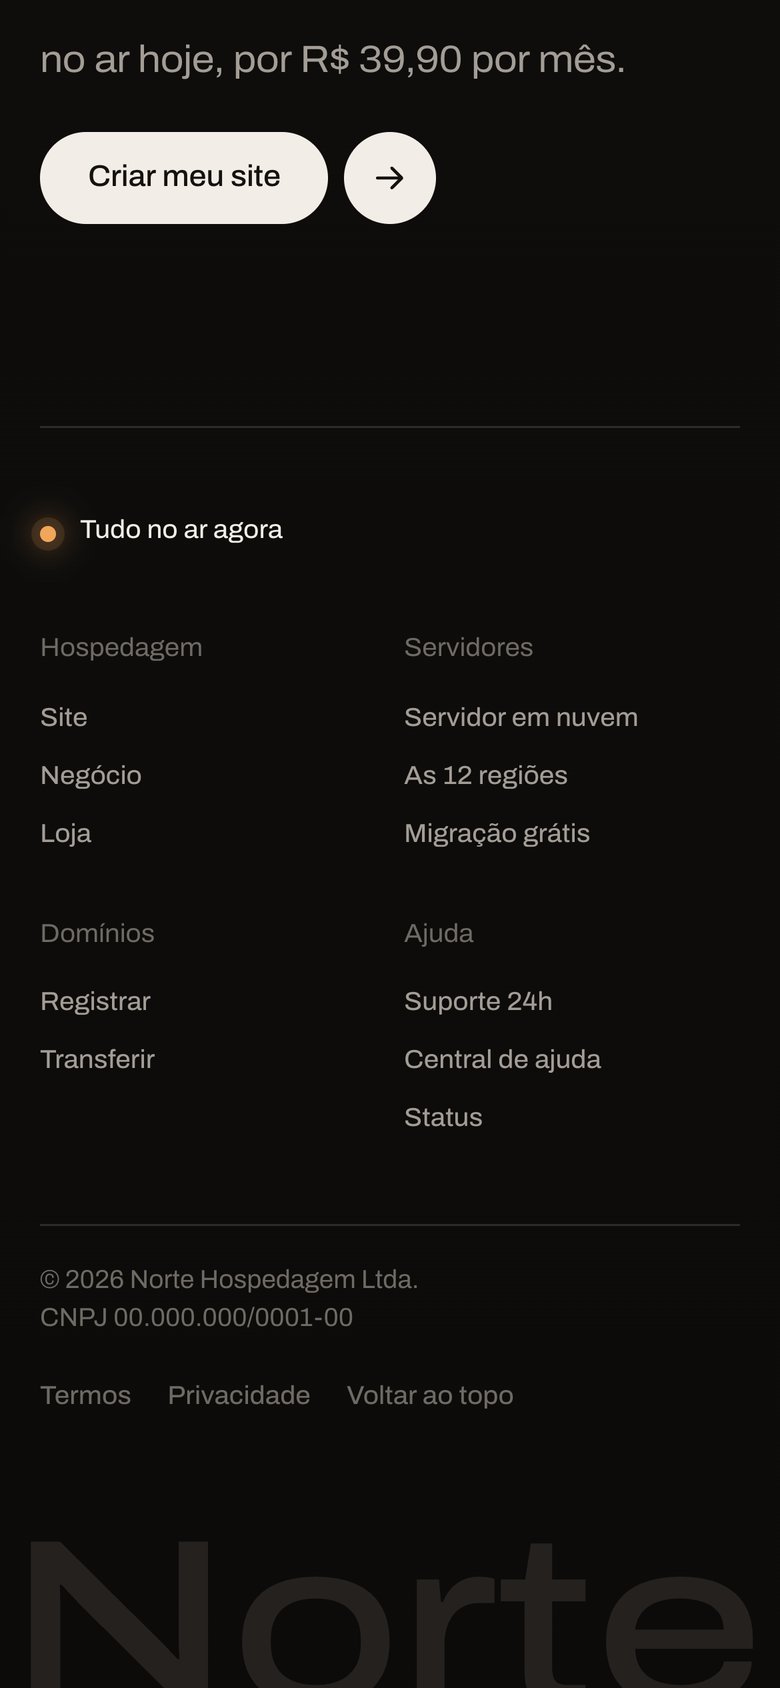 no ar hoje, por R$ 39,90 por mês.
Criar meu site
Tudo no ar agora
Hospedagem
Site
Negócio
Loja
Servidores
Servidor em nuvem
As 12 regiões
Migração grátis
Domínios
Registrar
Transferir
Ajuda
Suporte 24h
Central de ajuda
Status
© 2026 Norte Hospedagem Ltda.
CNPJ 00.000.000/0001-00
Termos Privacidade Voltar ao topo
Norte